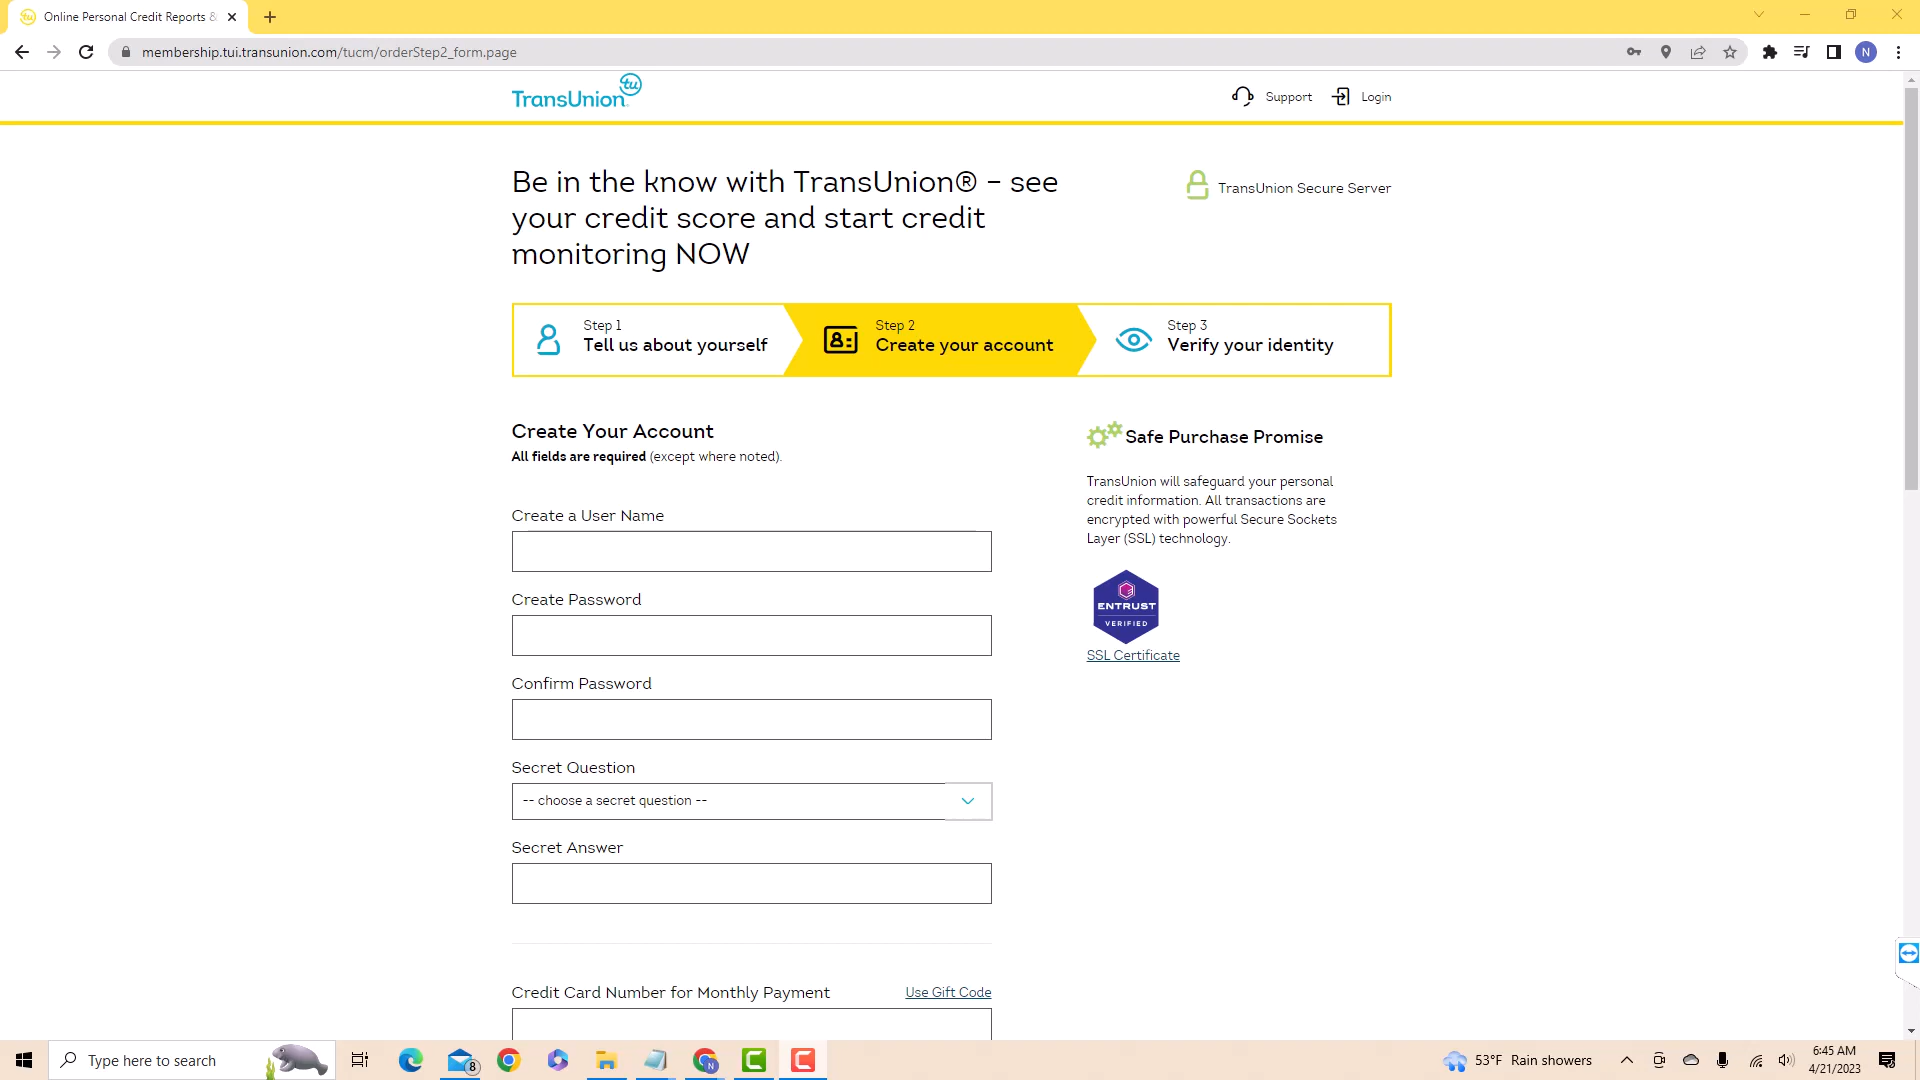 Online Personal Credit Reports &
membership.tui.transunion.com/tucm/orderStep2_form.page
N
TransUnion
tu
Support
Login
Be in the know with TransUnion® – see
your credit score and start credit
monitoring NOW
TransUnion Secure Server
Step 1
Tell us about yourself
Step 2
Create your account
Step 3
Verify your identity
Create Your Account
All fields are required (except where noted).
Create a User Name
Create Password
Confirm Password
Secret Question
-- choose a secret question --
Secret Answer
Credit Card Number for Monthly Payment
Use Gift Code
Safe Purchase Promise
TransUnion will safeguard your personal
credit information. All transactions are
encrypted with powerful Secure Sockets
Layer (SSL) technology.
ENTRUST
VERIFIED
SSL Certificate
Type here to search
8
N
53°F Rain showers
6:45 AM
4/21/2023